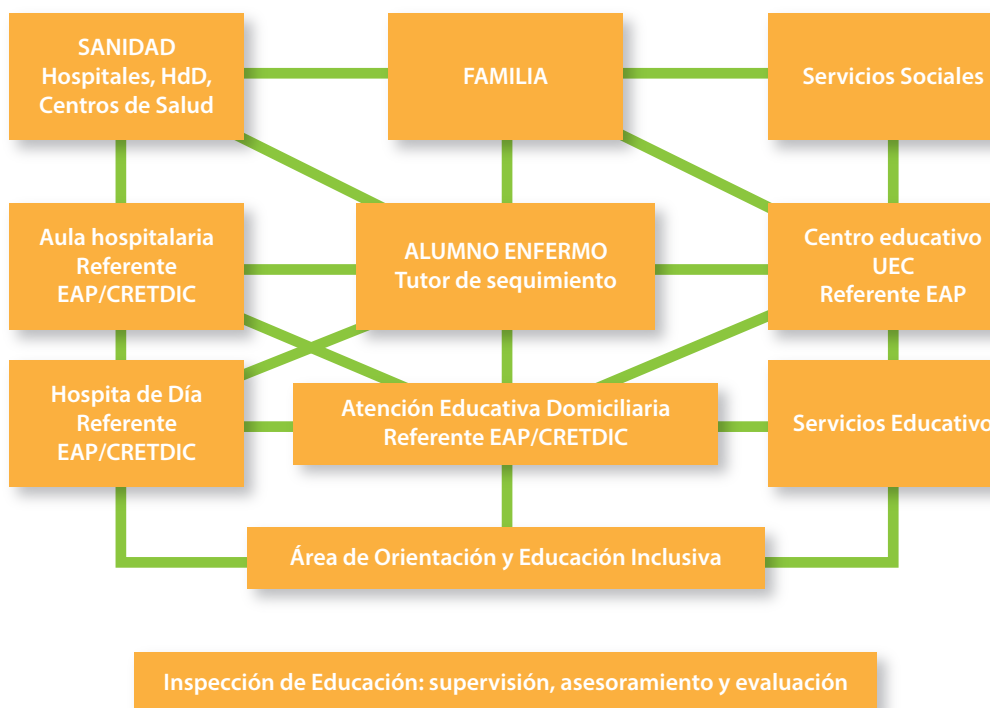 SANIDAD
Hospitales, HdD,
Centros de Salud
FAMILIA
Servicios Sociales
Aula hospitalaria
Referente
EAP/CRETDIC
ALUMNO ENFERMO
Tutor de sequimiento
Centro educativo
UEC
Referente EAP
Hospita de Día
Referente
EAP/CRETDIC
Atención Educativa Domiciliaria
Referente EAP/CRETDIC
Servicios Educativo
Área de Orientación y Educación Inclusiva
Inspección de Educación: supervisión, asesoramiento y evaluación